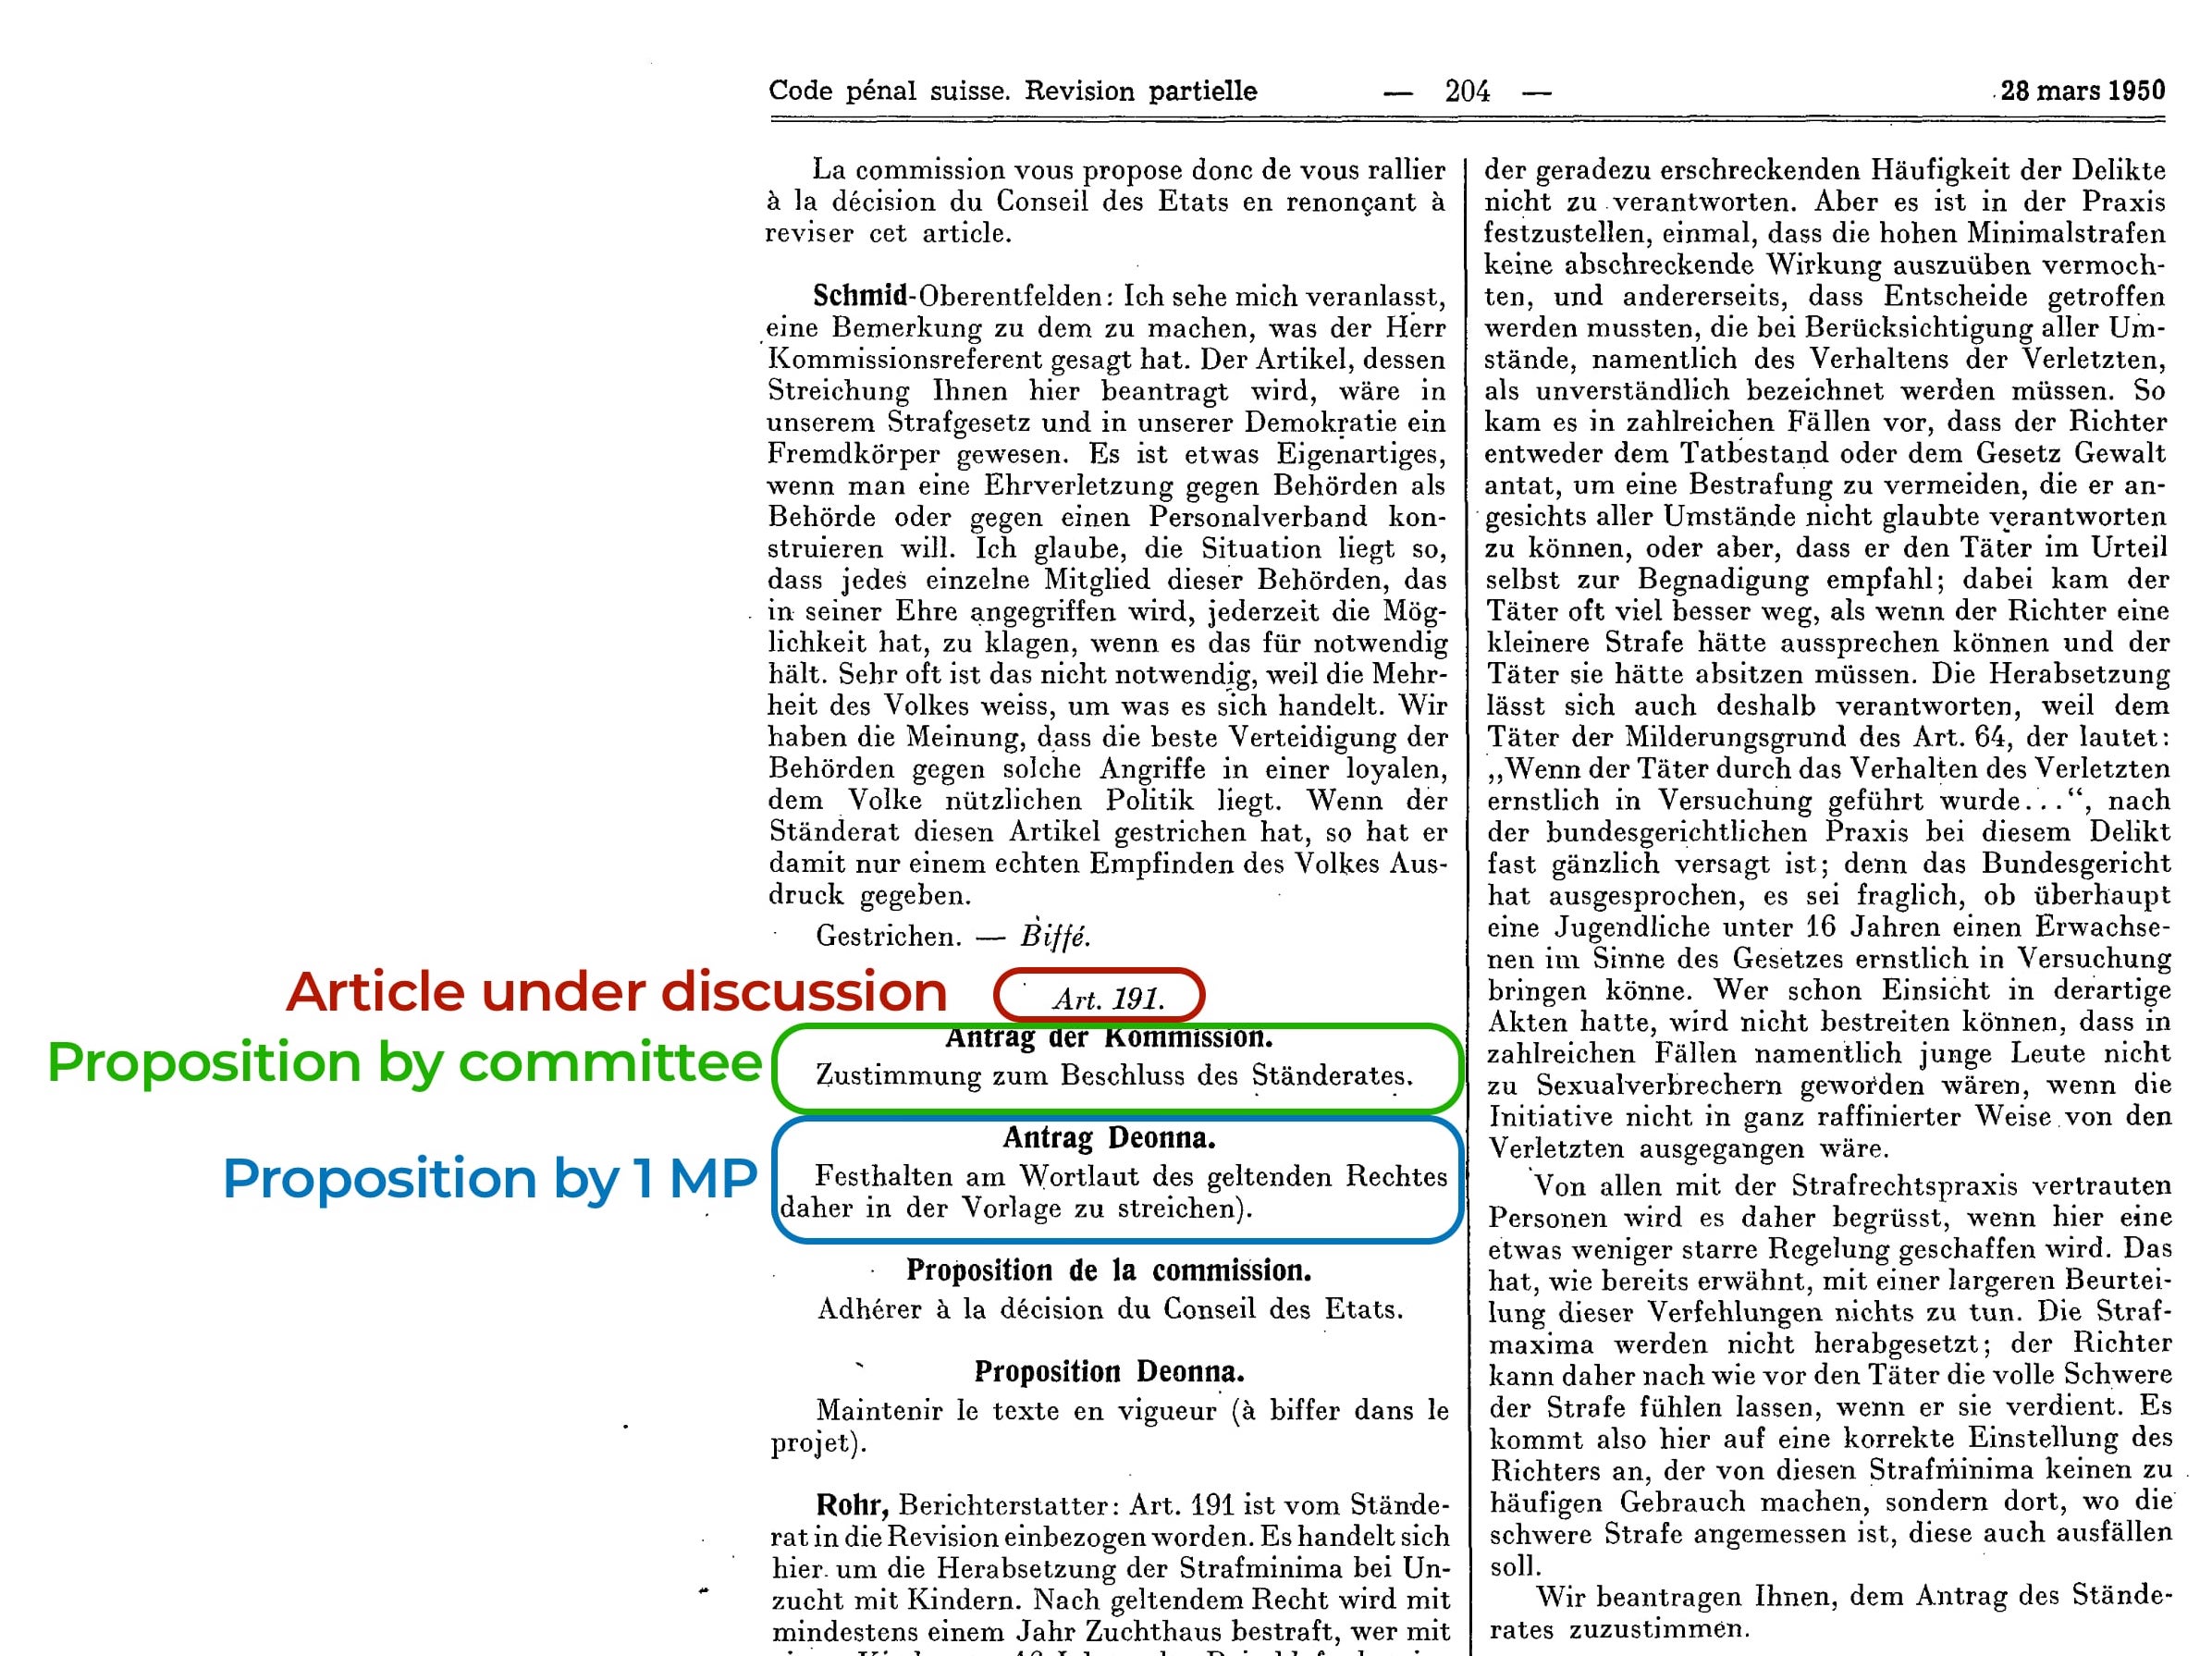 Code pénal suisse. Revision partielle — 204 — 28 mars 1950
La commission vous propose donc de vous rallier
à la décision du Conseil des Etats en renonçant à
reviser cet article.
Schmid-Oberentfelden: Ich sehe mich veranlasst,
eine Bemerkung zu dem zu machen, was der Herr
Kommissionsreferent gesagt hat. Der Artikel, dessen
Streichung Ihnen hier beantragt wird, wäre in
unserem Strafgesetz und in unserer Demokratie ein
Fremdkörper gewesen. Es ist etwas Eigenartiges,
wenn man eine Ehrverletzung gegen Behörden als
Behörde oder gegen einen Personalverband kon-
struieren will. Ich glaube, die Situation liegt so,
dass jedes einzelne Mitglied dieser Behörden, das
in seiner Ehre angegriffen wird, jederzeit die Mög-
lichkeit hat, zu klagen, wenn es das für notwendig
hält. Sehr oft ist das nicht notwendig, weil die Mehr-
heit des Volkes weiss, um was es sich handelt. Wir
haben die Meinung, dass die beste Verteidigung der
Behörden gegen solche Angriffe in einer loyalen,
dem Volke nützlichen Politik liegt. Wenn der
Ständerat diesen Artikel gestrichen hat, so hat er
damit nur einem echten Empfinden des Volkes Aus-
druck gegeben.
Gestrichen. — Biffé.
Article under discussion
Art. 191.
Proposition by committee
Antrag der Kommission.
Zustimmung zum Beschluss des Ständerates.
Proposition by 1 MP
Antrag Deonna.
Festhalten am Wortlaut des geltenden Rechtes
daher in der Vorlage zu streichen).
Proposition de la commission.
Adhérer à la décision du Conseil des Etats.
Proposition Deonna.
Maintenir le texte en vigueur (à biffer dans le
projet).
Rohr, Berichterstatter: Art. 191 ist vom Stände-
rat in die Revision einbezogen worden. Es handelt sich
hier um die Herabsetzung der Strafminima bei Un-
zucht mit Kindern. Nach geltendem Recht wird mit
mindestens einem Jahr Zuchthaus bestraft, wer mit
der geradezu erschreckenden Häufigkeit der Delikte
nicht zu verantworten. Aber es ist in der Praxis
festzustellen, einmal, dass die hohen Minimalstrafen
keine abschreckende Wirkung auszuüben vermoch-
ten, und andererseits, dass Entscheide getroffen
werden mussten, die bei Berücksichtigung aller Um-
stände, namentlich des Verhaltens der Verletzten,
als unverständlich bezeichnet werden müssen. So
kam es in zahlreichen Fällen vor, dass der Richter
entweder dem Tatbestand oder dem Gesetz Gewalt
antat, um eine Bestrafung zu vermeiden, die er an-
gesichts aller Umstände nicht glaubte verantworten
zu können, oder aber, dass er den Täter im Urteil
selbst zur Begnadigung empfahl; dabei kam der
Täter oft viel besser weg, als wenn der Richter eine
kleinere Strafe hätte aussprechen können und der
Täter sie hätte absitzen müssen. Die Herabsetzung
lässt sich auch deshalb verantworten, weil dem
Täter der Milderungsgrund des Art. 64, der lautet:
„Wenn der Täter durch das Verhalten des Verletzten
ernstlich in Versuchung geführt wurde...“, nach
der bundesgerichtlichen Praxis bei diesem Delikt
fast gänzlich versagt ist; denn das Bundesgericht
hat ausgesprochen, es sei fraglich, ob überhaupt
eine Jugendliche unter 16 Jahren einen Erwachse-
nen im Sinne des Gesetzes ernstlich in Versuchung
bringen könne. Wer schon Einsicht in derartige
Akten hatte, wird nicht bestreiten können, dass in
zahlreichen Fällen namentlich junge Leute nicht
zu Sexualverbrechern geworden wären, wenn die
Initiative nicht in ganz raffinierter Weise von den
Verletzten ausgegangen wäre.
Von allen mit der Strafrechtspraxis vertrauten
Personen wird es daher begrüsst, wenn hier eine
etwas weniger starre Regelung geschaffen wird. Das
hat, wie bereits erwähnt, mit einer largeren Beurtei-
lung dieser Verfehlungen nichts zu tun. Die Straf-
maxima werden nicht herabgesetzt; der Richter
kann daher nach wie vor den Täter die volle Schwere
der Strafe fühlen lassen, wenn er sie verdient. Es
kommt also hier auf eine korrekte Einstellung des
Richters an, der von diesen Strafminima keinen zu
häufigen Gebrauch machen, sondern dort, wo die
schwere Strafe angemessen ist, diese auch ausfällen
soll.
Wir beantragen Ihnen, dem Antrag des Stände-
rates zuzustimmen.